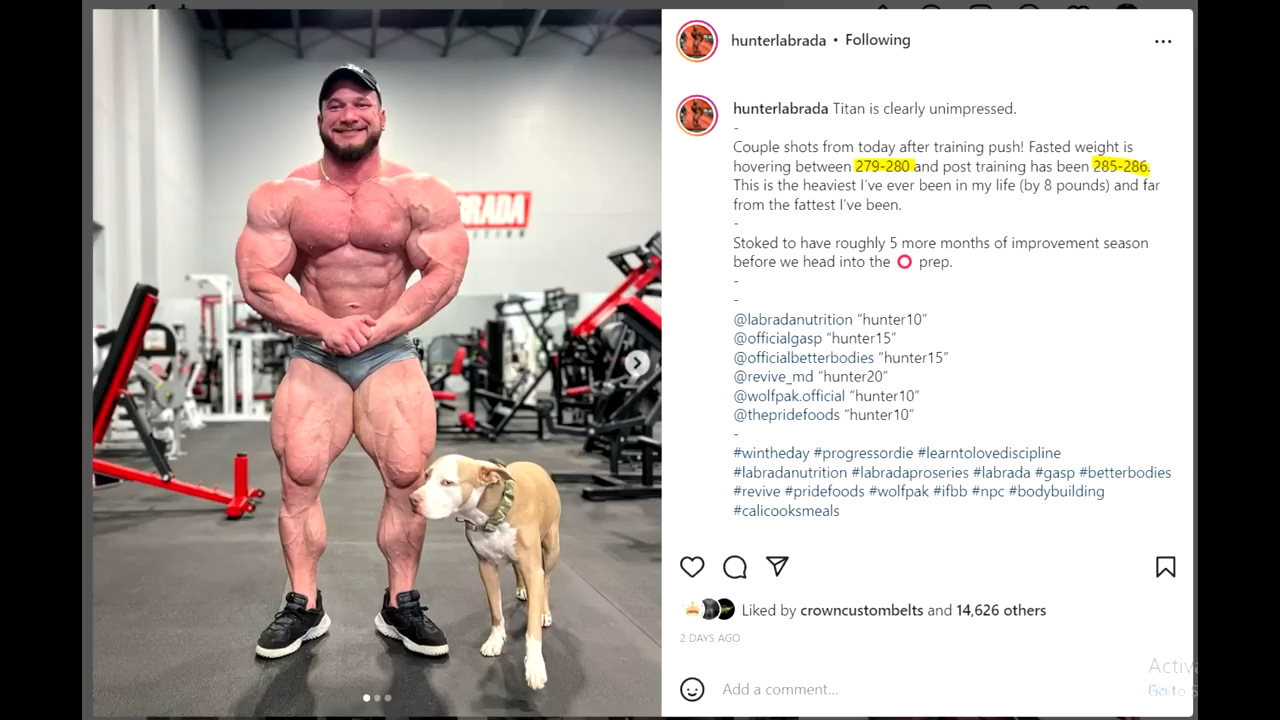 hunterlabrada • Following
hunterlabrada Titan is clearly unimpressed.
-
Couple shots from today after training push! Fasted weight is
hovering between 279-280 and post training has been 285-286.
This is the heaviest I've ever been in my life (by 8 pounds) and far
from the fattest I've been.
-
Stoked to have roughly 5 more months of improvement season
before we head into the ⭕ prep.
-
-
@labradanutrition “hunter10”
@officialgasp “hunter15”
@officialbetterbodies “hunter15”
@revive_md “hunter20”
@wolfpak.official “hunter10”
@thepridefoods “hunter10”
-
#wintheday #progressordie #learntolovediscipline
#labradanutrition #labradaproseries #labrada #gasp #betterbodies
#revive #pridefoods #wolfpak #ifbb #npc #bodybuilding
#calicooksmeals
Liked by crowncustombelts and 14,626 others
2 DAYS AGO
Add a comment...
Go to